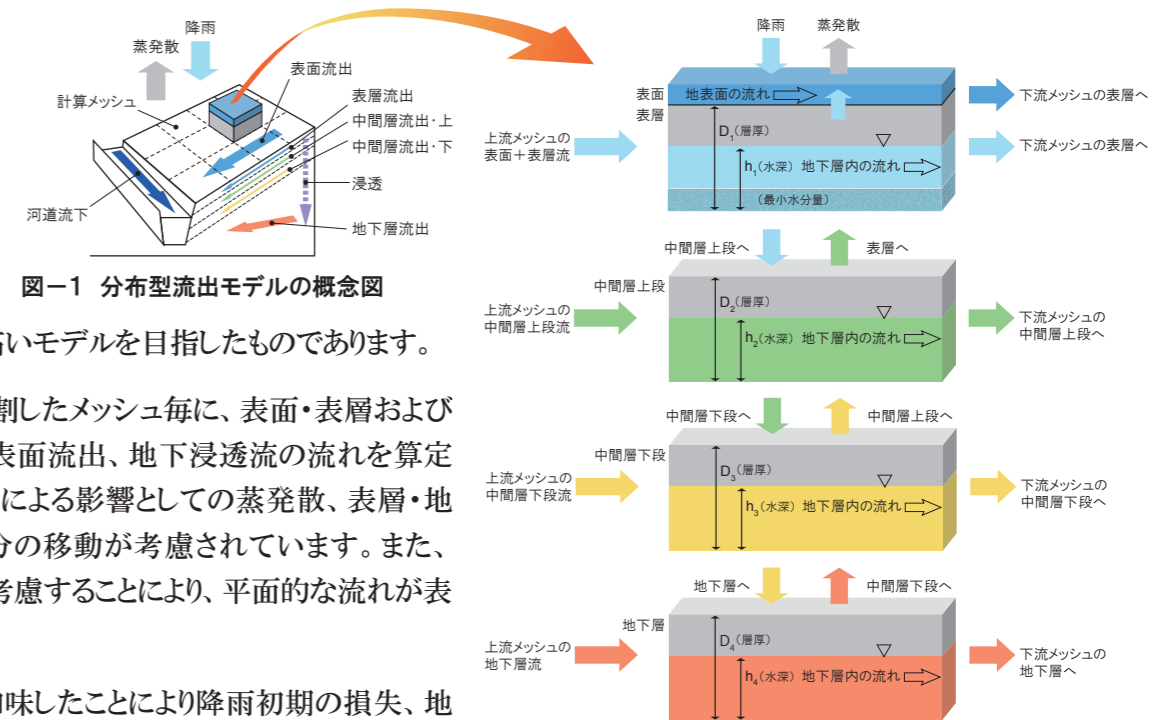 降雨
蒸発散
表面流出
計算メッシュ
表層流出
中間層流出・上
中間層流出・下
浸透
河道流下
地下層流出
図－1 分布型流出モデルの概念図
いモデルを目指したものであります。
割したメッシュ毎に、表面・表層および
表面流出、地下浸透流の流れを算定
による影響としての蒸発散、表層・地
分の移動が考慮されています。また、
考慮することにより、平面的な流れが表
味したことにより降雨初期の損失、地
降雨 蒸発散
表面
地表面の流れ
下流メッシュの表層へ
表層
D1(層厚)
上流メッシュの
表面＋表層流
下流メッシュの表層へ
h1(水深) 地下層内の流れ
(最小水分量)
中間層上段へ 表層へ
中間層上段
D2(層厚)
上流メッシュの
中間層上段流
h2(水深) 地下層内の流れ
下流メッシュの
中間層上段へ
中間層下段へ 中間層上段へ
中間層下段
D3(層厚)
上流メッシュの
中間層下段流
h3(水深) 地下層内の流れ
下流メッシュの
中間層下段へ
地下層へ 中間層下段へ
地下層
D4(層厚)
上流メッシュの
地下層流
h4(水深) 地下層内の流れ
下流メッシュの
地下層へ